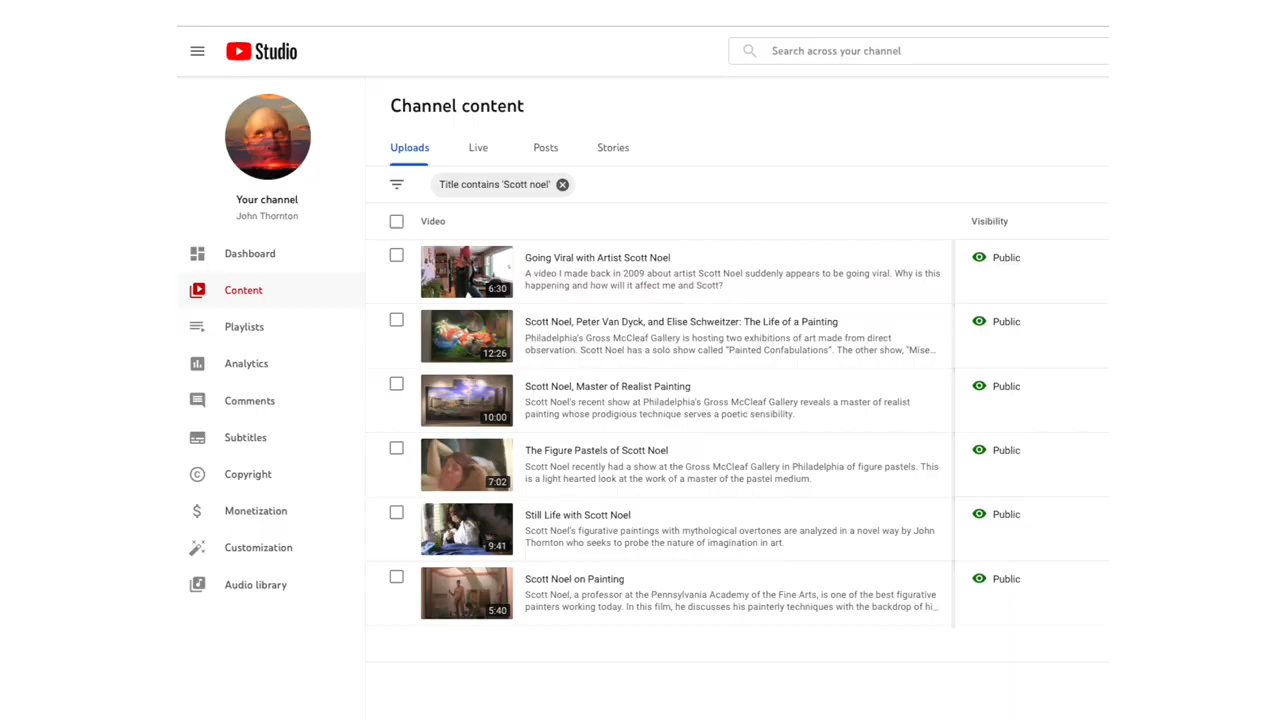 Studio
Search across your channel
Channel content
Uploads Live Posts Stories
Title contains 'Scott noel'
Your channel
John Thornton
Dashboard
Content
Playlists
Analytics
Comments
Subtitles
Copyright
Monetization
Customization
Audio library
Video Visibility
6:30
Going Viral with Artist Scott Noel
A video I made back in 2009 about artist Scott Noel suddenly appears to be going viral. Why is this
happening and how will it affect me and Scott?
Public
12:26
Scott Noel, Peter Van Dyck, and Elise Schweitzer: The Life of a Painting
Philadelphia's Gross McCleaf Gallery is hosting two exhibitions of art made from direct
observation. Scott Noel has a solo show called "Painted Confabulations". The other show, "Mise…
Public
10:00
Scott Noel, Master of Realist Painting
Scott Noel's recent show at Philadelphia's Gross McCleaf Gallery reveals a master of realist
painting whose prodigious technique serves a poetic sensibility.
Public
7:02
The Figure Pastels of Scott Noel
Scott Noel recently had a show at the Gross McCleaf Gallery in Philadelphia of figure pastels. This
is a light hearted look at the work of a master of the pastel medium.
Public
9:41
Still Life with Scott Noel
Scott Noel's figurative paintings with mythological overtones are analyzed in a novel way by John
Thornton who seeks to probe the nature of imagination in art.
Public
5:40
Scott Noel on Painting
Scott Noel, a professor at the Pennsylvania Academy of the Fine Arts, is one of the best figurative
painters working today. In this film, he discusses his painterly techniques with the backdrop of hi…
Public